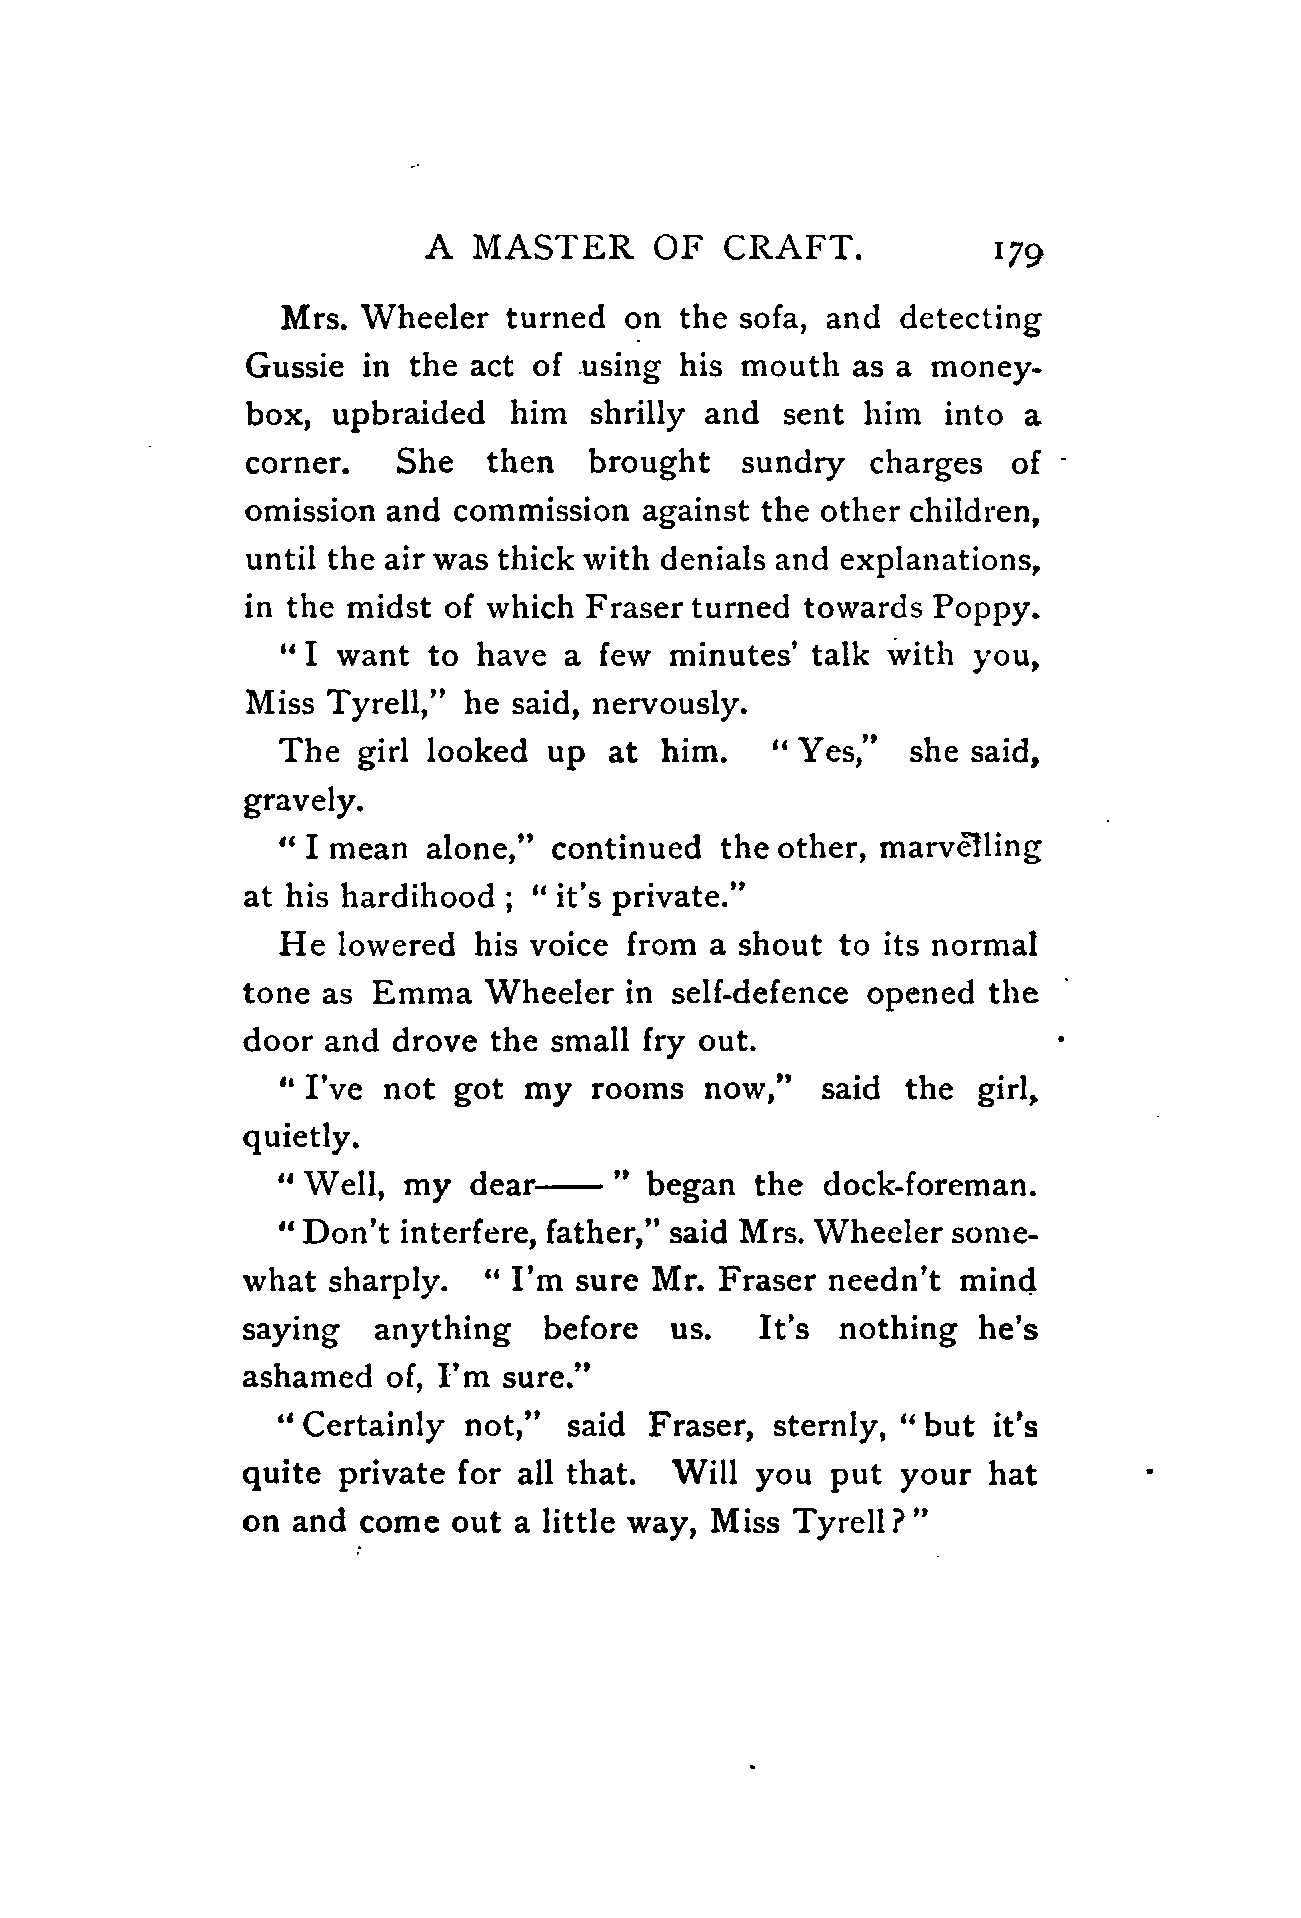 A MASTER OF CRAFT. 179
Mrs. Wheeler turned on the sofa, and detecting
Gussie in the act of using his mouth as a money-
box, upbraided him shrilly and sent him into a
corner. She then brought sundry charges of
omission and commission against the other children,
until the air was thick with denials and explanations,
in the midst of which Fraser turned towards Poppy.
“ I want to have a few minutes’ talk with you,
Miss Tyrell,” he said, nervously.
The girl looked up at him. “ Yes,” she said,
gravely.
“ I mean alone,” continued the other, marvelling
at his hardihood ; “ it’s private.”
He lowered his voice from a shout to its normal
tone as Emma Wheeler in self-defence opened the
door and drove the small fry out.
“ I’ve not got my rooms now,” said the girl,
quietly.
“ Well, my dear—— ” began the dock-foreman.
“ Don’t interfere, father,” said Mrs. Wheeler some-
what sharply. “ I’m sure Mr. Fraser needn’t mind
saying anything before us. It’s nothing he’s
ashamed of, I’m sure.”
“ Certainly not,” said Fraser, sternly, “ but it’s
quite private for all that. Will you put your hat
on and come out a little way, Miss Tyrell ? ”